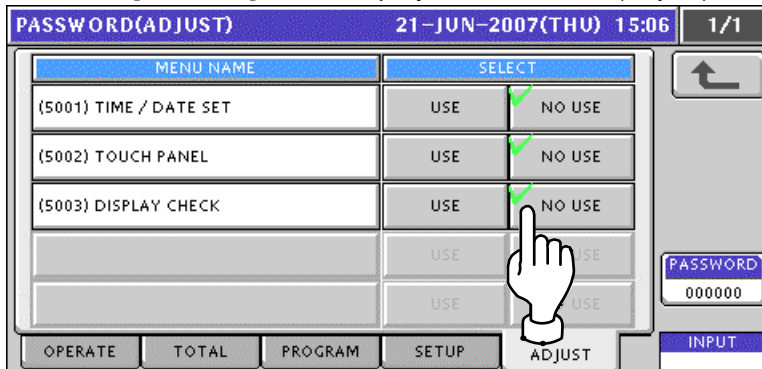 PASSWORD(ADJUST) 21-JUN-2007(THU) 15:06 1/1
MENU NAME SELECT
(5001) TIME / DATE SET USE NO USE
(5002) TOUCH PANEL USE NO USE
(5003) DISPLAY CHECK USE NO USE
USE USE
USE USE
PASSWORD
000000
OPERATE TOTAL PROGRAM SETUP ADJUST
INPUT